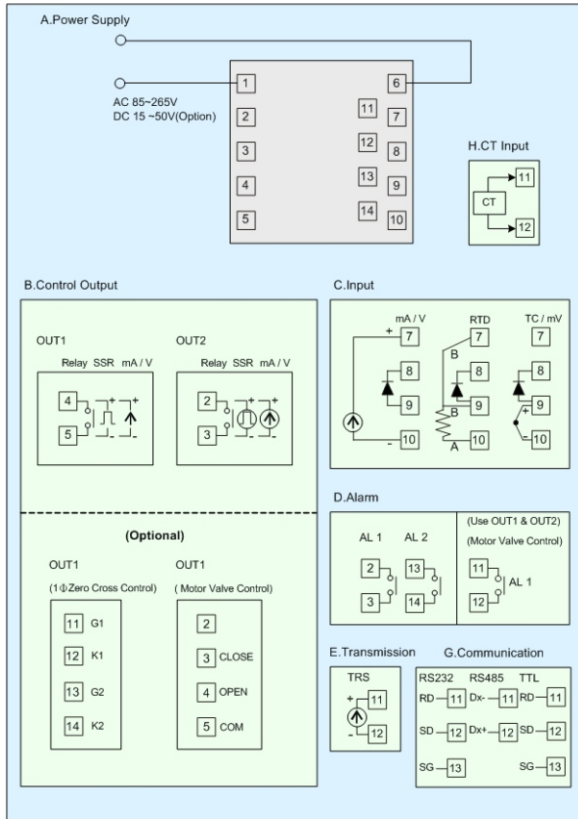 A.Power Supply
AC 85~265V
DC 15 ~50V(Option)
1
6
2
11
7
3
12
8
4
13
9
5
14
10
H.CT Input
CT
11
12
B.Control Output
OUT1
OUT2
Relay SSR mA / V
Relay SSR mA / V
4
+ +
5
- -
2
+ +
3
- -
(Optional)
OUT1
(1ΦZero Cross Control)
11 G1
12 K1
13 G2
14 K2
OUT1
( Motor Valve Control)
2
3 CLOSE
4 OPEN
5 COM
C.Input
mA / V
RTD
TC / mV
+ 7
8
9
- 10
7
B
8
B 9
A 10
7
8
9
+
- 10
D.Alarm
AL 1
AL 2
2
13
3
14
(Use OUT1 & OUT2)
(Motor Valve Control)
11
AL 1
12
E.Transmission
TRS
+ 11
- 12
G.Communication
RS232 RS485 TTL
RD 11 Dx- 11 RD 11
SD 12 Dx+ 12 SD 12
SG 13 SG 13